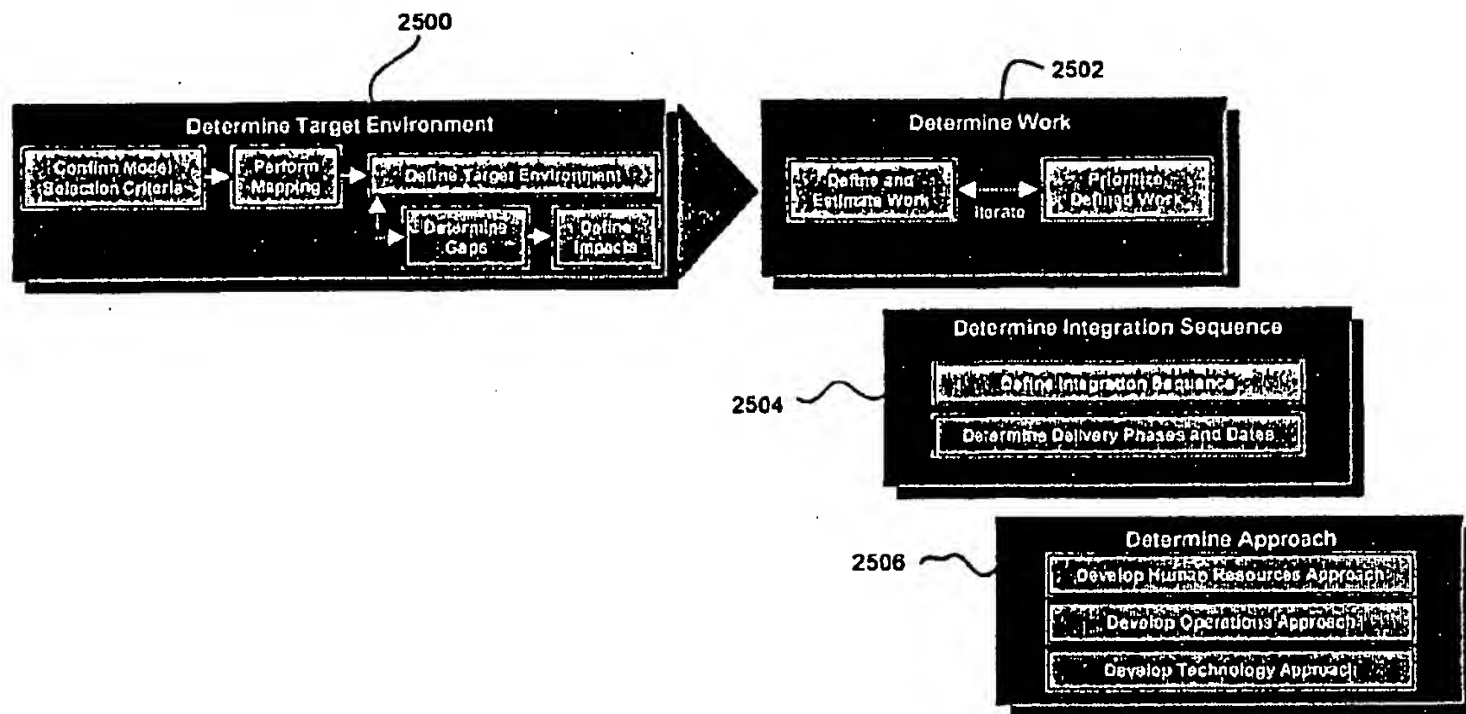 2500
Determine Target Environment
Confirm Model
Selection Criteria
Perform
Mapping
Define Target Environment
Determine
Gaps
Define
Impacts
2502
Determine Work
Define and
Estimate Work
iterate
Prioritize
Defined Work
2504
Determine Integration Sequence
Define Integration Sequence
Determine Delivery Phases and Dates
2506
Determine Approach
Develop Human Resources Approach
Develop Operations Approach
Develop Technology Approach